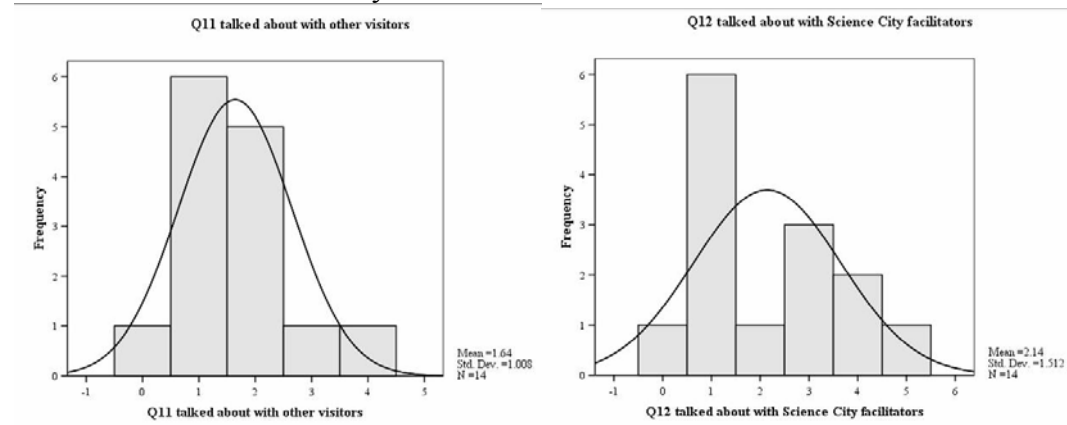 Q11 talked about with other visitors
6
5
4
3
2
1
0
Frequency
-1 0 1 2 3 4 5
Q11 talked about with other visitors
Mean =1.64
Std. Dev. =1.008
N =14
Q12 talked about with Science City facilitators
6
5
4
3
2
1
0
Frequency
-1 0 1 2 3 4 5 6
Q12 talked about with Science City facilitators
Mean =2.14
Std. Dev. =1.512
N =14